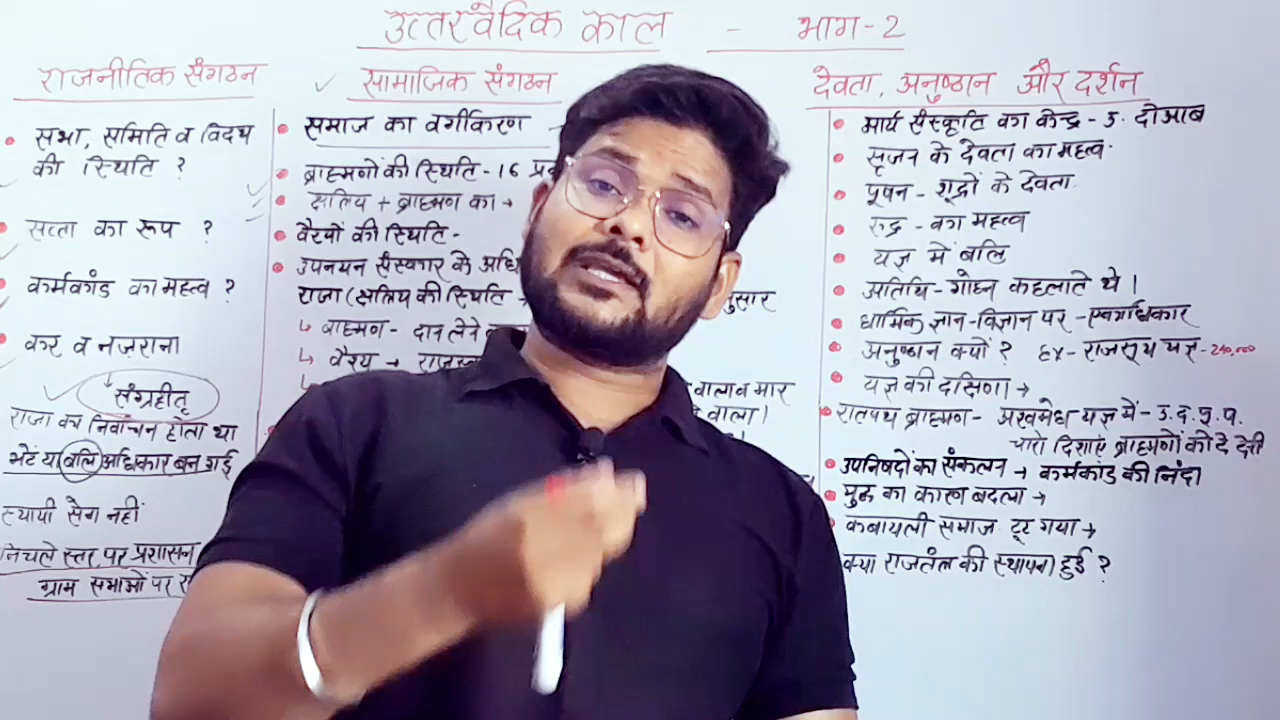 उत्तरवैदिक काल - भाग-2
राजनीतिक संगठन
सभा, समिति व विदथ
की स्थिति ?
सत्ता का रूप ?
कर्मकांड का महत्व ?
कर व नज़राना
संग्रहीतृ
राजा का निर्वाचन होता था
भेंट या बलि अधिकार बन गई
स्थायी सेना नहीं
निचले स्तर पर प्रशासन
ग्राम सभाओं पर
सामाजिक संगठन
समाज का वर्गीकरण
ब्राह्मणों की स्थिति - 16
क्षत्रिय + ब्राह्मण का →
वैश्यों की स्थिति -
उपनयन संस्कार के
राजा (क्षत्रिय की स्थिति → नुसार
ब्राह्मण - दान लेने
वैश्य →
वाला व मार
वाला)
देवता, अनुष्ठान और दर्शन
आर्य संस्कृति का केन्द्र - उ. दोआब
सृजन के देवता का महत्व
पूषन - शूद्रों के देवता
रुद्र - का महत्व
यज्ञ में बलि
अतिथि - गोघ्न कहलाते थे ।
धार्मिक ज्ञान-विज्ञान पर - एकाधिकार
अनुष्ठान क्यों ? Ex- राजसूय यज्ञ - 240,000
यज्ञ की दक्षिणा →
शतपथ ब्राह्मण - अश्वमेध यज्ञ में - उ. द. पू. प.
चारो दिशाएं ब्राह्मणों को दे देनी
उपनिषदों का संकलन → कर्मकांड की निंदा
युद्ध का कारण बदला →
कबायली समाज टूट गया →
क्या राजतंत्र की स्थापना हुई ?